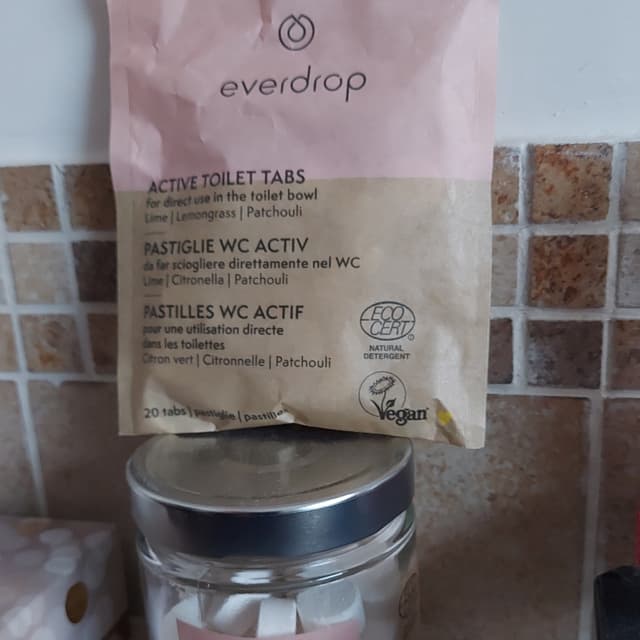 everdrop
ACTIVE TOILET TABS
For direct use in the toilet bowl
Lime | Lemongrass | Patchouli
PASTIGLIE WC ACTIV
da far sciogliere direttamente nel WC
Lime | Citronella | Patchouli
PASTILLES WC ACTIF
pour une utilisation directe
dans les toilettes
Citron vert | Citronnelle | Patchouli
ECO
CERT
NATURAL
DETERGENT
Vegan
20 tabs | pastiglie | pastilles